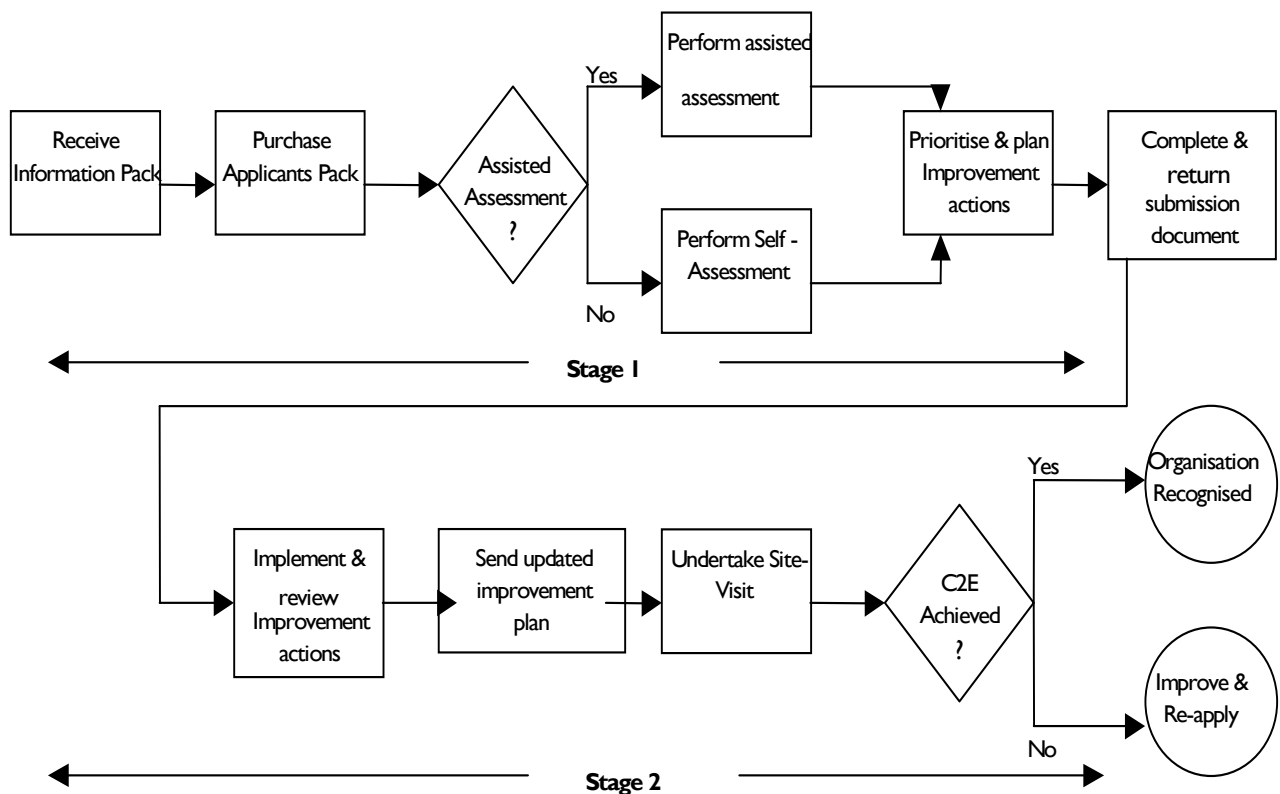 Receive
Information Pack
Purchase
Applicants Pack
Assisted
Assessment
?
Yes
Perform assisted
assessment
No
Perform Self -
Assessment
Prioritise & plan
Improvement
actions
Complete &
return
submission
document
Stage 1
Implement &
review
Improvement
actions
Send updated
improvement
plan
Undertake Site-
Visit
C2E
Achieved
?
Yes
Organisation
Recognised
No
Improve &
Re-apply
Stage 2